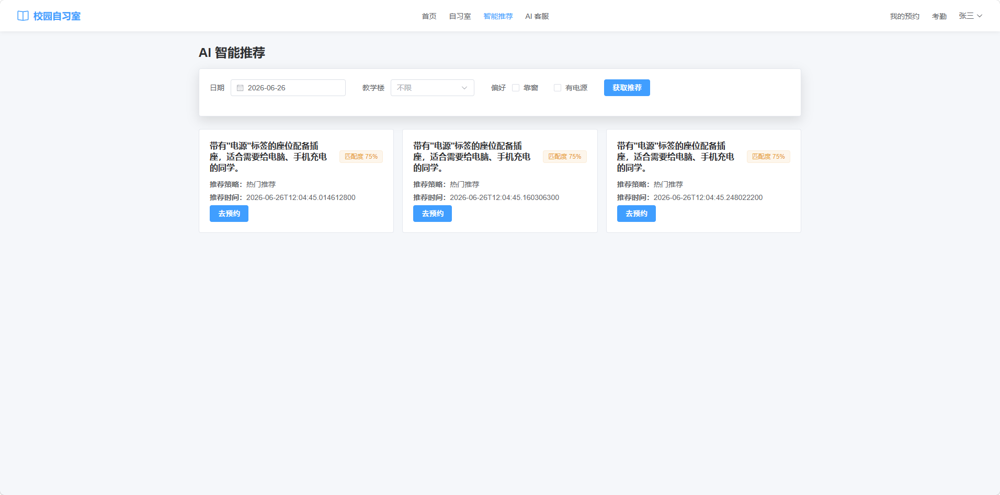 校园自习室
首页 自习室 智能推荐 AI 客服
我的预约 考勤 张三
AI 智能推荐
日期 2026-06-26 教学楼 不限 偏好 靠窗 有电源 获取推荐
带有"电源"标签的座位配备插
座，适合需要给电脑、手机充电
的同学。
匹配度 75%
推荐策略：热门推荐
推荐时间：2026-06-26T12:04:45.014612800
去预约
带有"电源"标签的座位配备插
座，适合需要给电脑、手机充电
的同学。
匹配度 75%
推荐策略：热门推荐
推荐时间：2026-06-26T12:04:45.160306300
去预约
带有"电源"标签的座位配备插
座，适合需要给电脑、手机充电
的同学。
匹配度 75%
推荐策略：热门推荐
推荐时间：2026-06-26T12:04:45.248022200
去预约